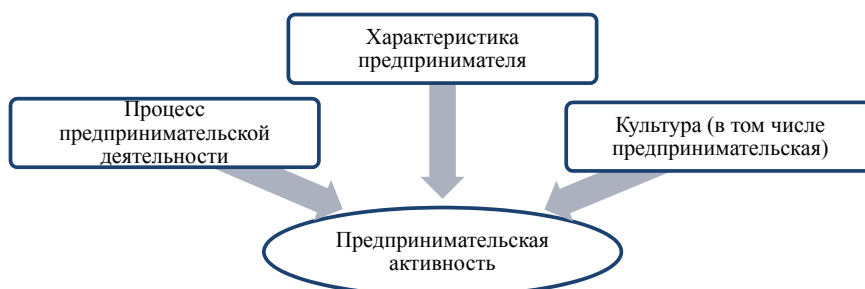 Характеристика
предпринимателя
Процесс
предпринимательской
деятельности
Культура (в том числе
предпринимательская)
Предпринимательская
активность